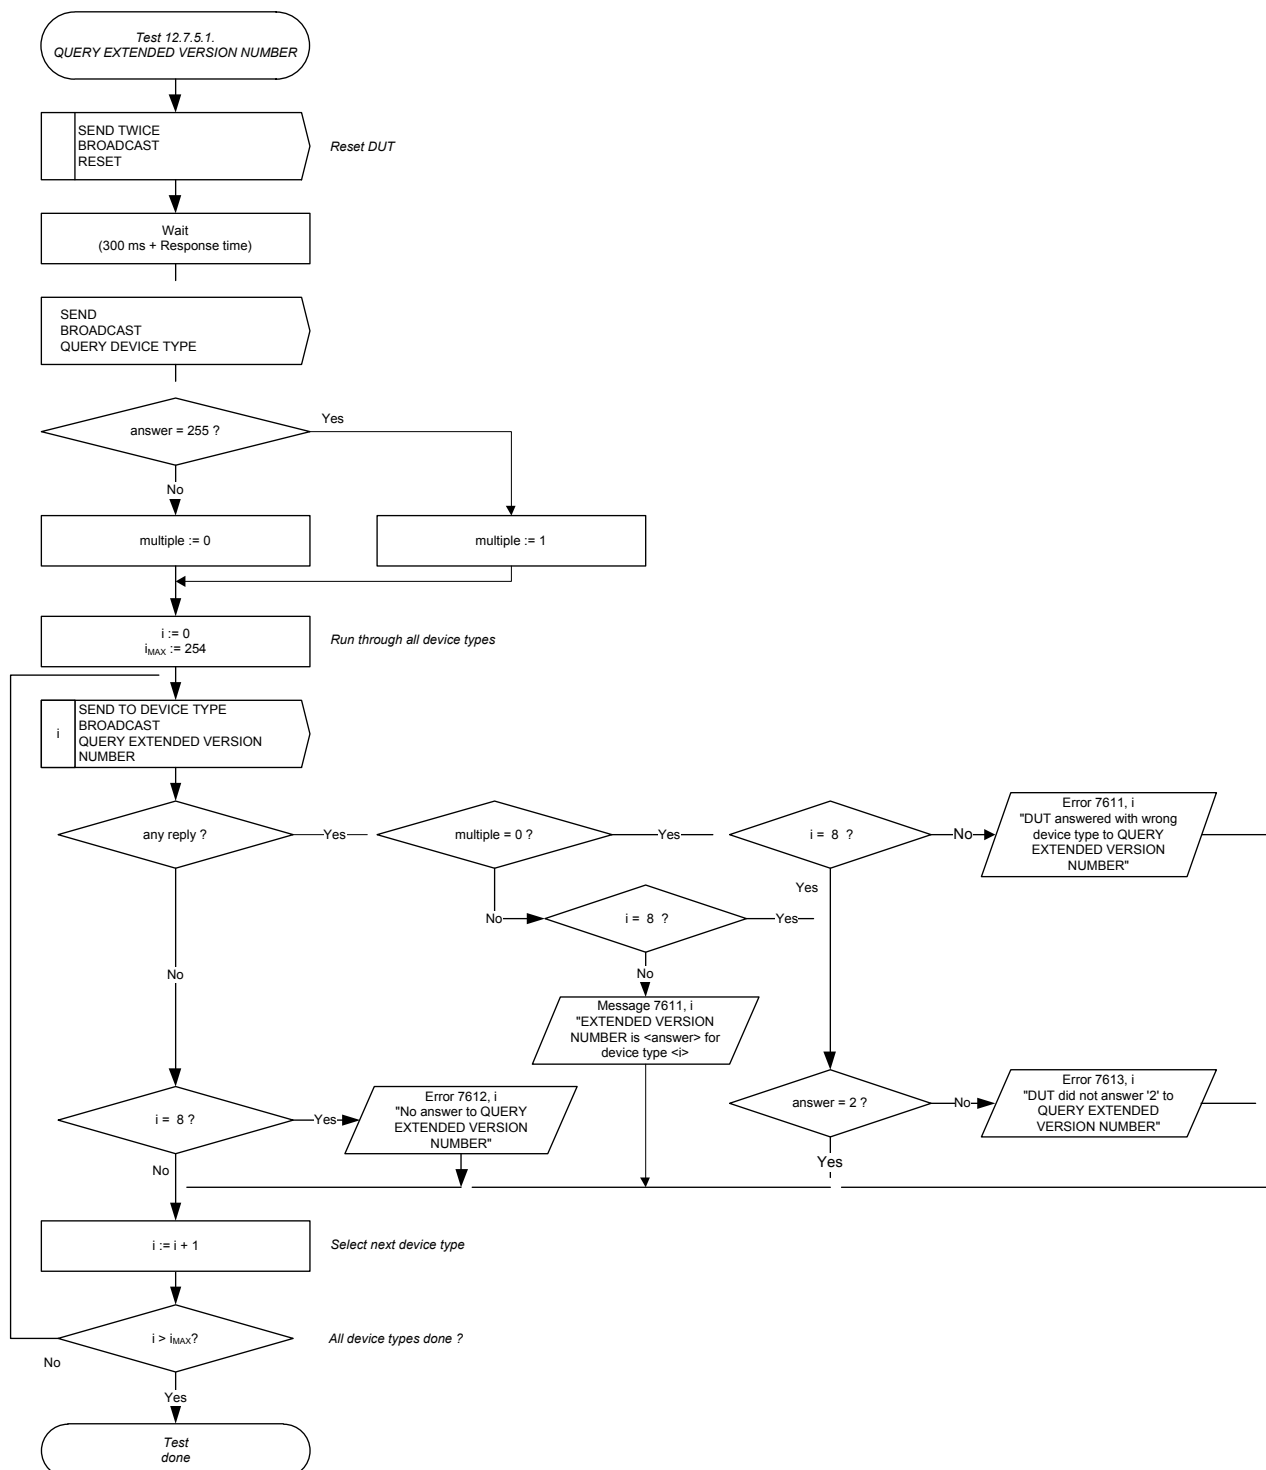 Test 12.7.5.1.
QUERY EXTENDED VERSION NUMBER
SEND TWICE
BROADCAST
RESET
Reset DUT
Wait
(300 ms + Response time)
SEND
BROADCAST
QUERY DEVICE TYPE
answer = 255 ?
Yes
No
multiple := 0
multiple := 1
i := 0
iMAX := 254
Run through all device types
i
SEND TO DEVICE TYPE
BROADCAST
QUERY EXTENDED VERSION
NUMBER
any reply ?
Yes
multiple = 0 ?
Yes
i = 8 ?
No
Error 7611, i
"DUT answered with wrong
device type to QUERY
EXTENDED VERSION
NUMBER"
Yes
No
i = 8 ?
Yes
No
No
Message 7611, i
"EXTENDED VERSION
NUMBER is <answer> for
device type <i>
i = 8 ?
Yes
Error 7612, i
"No answer to QUERY
EXTENDED VERSION
NUMBER"
answer = 2 ?
No
Error 7613, i
"DUT did not answer '2' to
QUERY EXTENDED
VERSION NUMBER"
Yes
No
i := i + 1
Select next device type
i > iMAX?
All device types done ?
No
Yes
Test
done